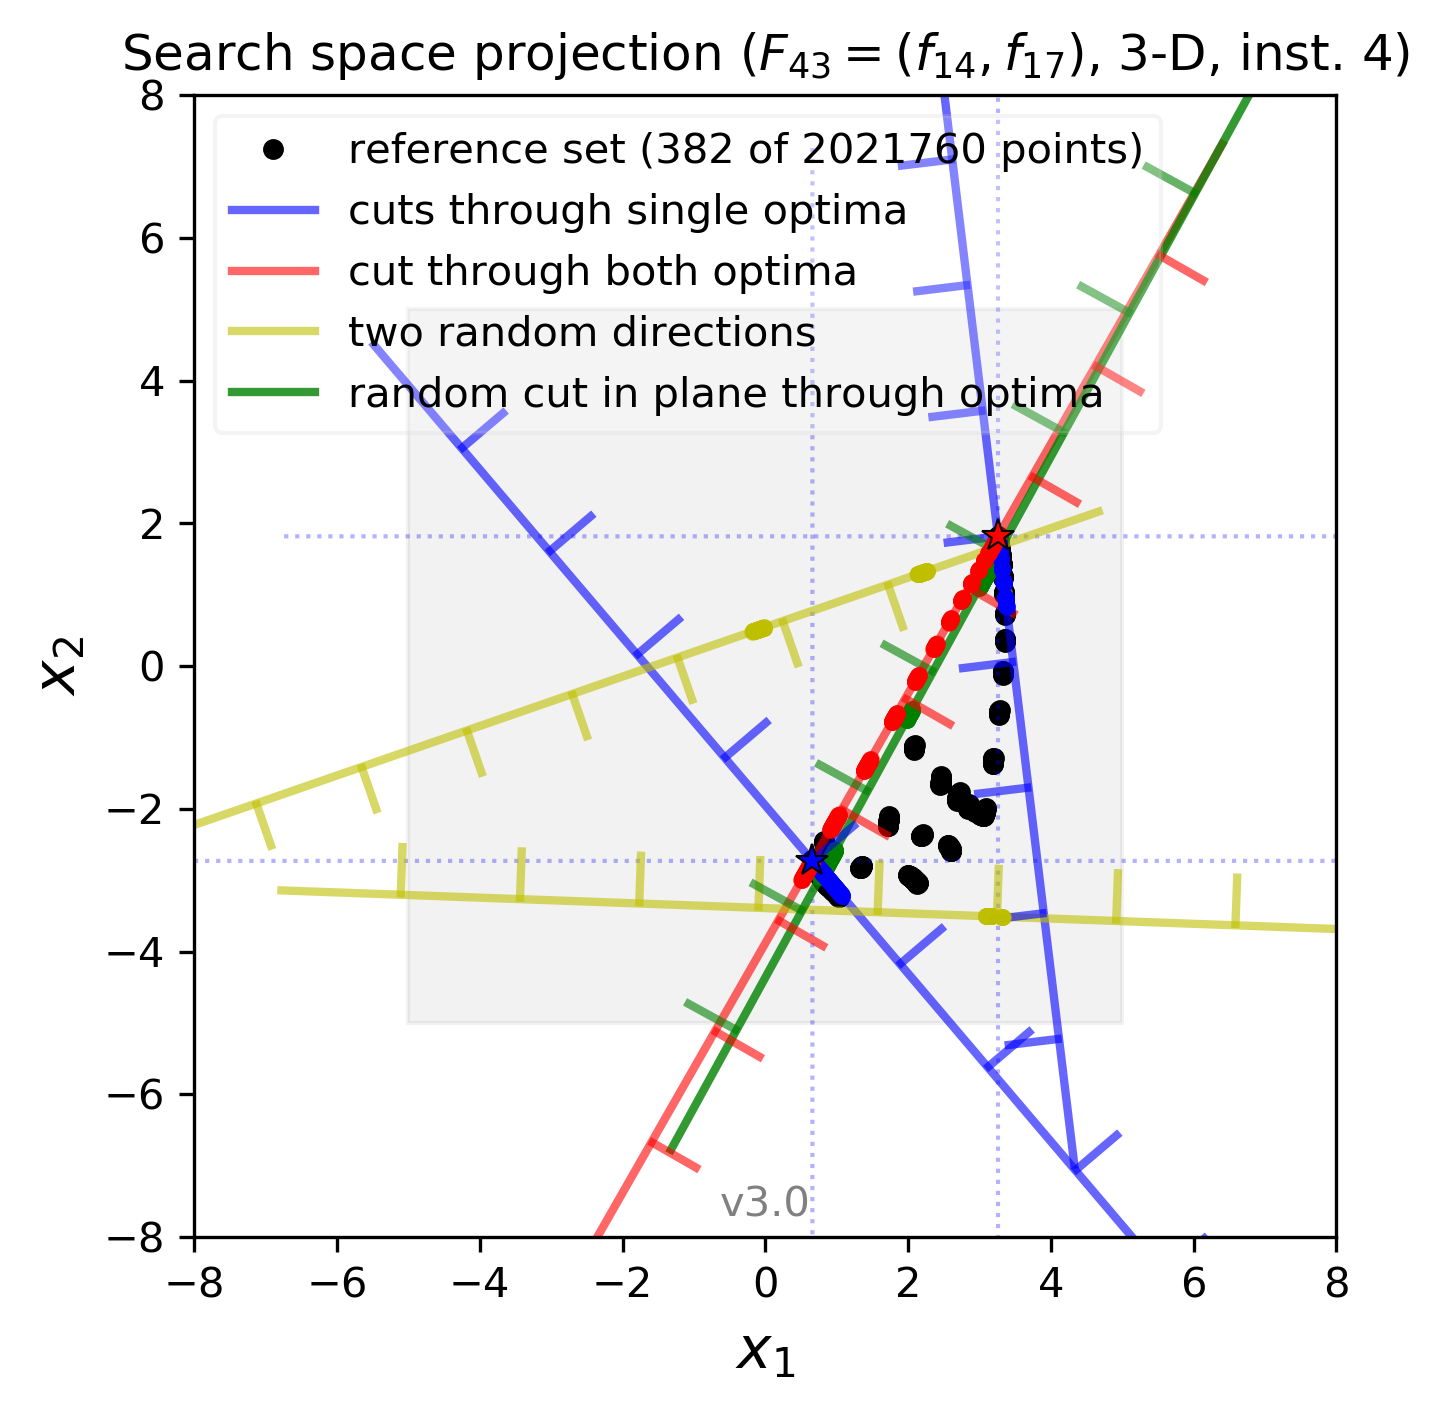 Search space projection (F₄₃ = (f₁₄, f₁₇), 3-D, inst. 4)
reference set (382 of 2021760 points)
cuts through single optima
cut through both optima
two random directions
random cut in plane through optima
8
6
4
2
0
−2
−4
−6
−8
x₂
v3.0
−8 −6 −4 −2 0 2 4 6 8
x₁